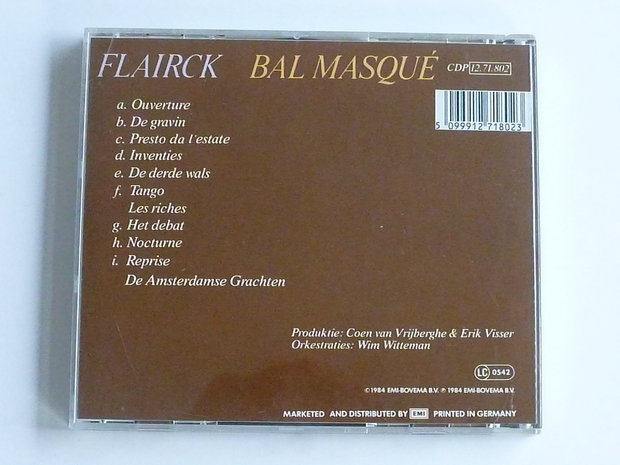 FLAIRCK BAL MASQUÉ CDP 12.71.802
5 099912 718023
a. Ouverture
b. De gravin
c. Presto da l'estate
d. Inventies
e. De derde wals
f. Tango
Les riches
g. Het debat
h. Nocturne
i. Reprise
De Amsterdamse Grachten
Produktie: Coen van Vrijberghe & Erik Visser
Orkestraties: Wim Witteman
LC 0542
© 1984 EMI-BOVEMA B.V. ℗ 1984 EMI-BOVEMA B.V.
MARKETED AND DISTRIBUTED BY EMI PRINTED IN GERMANY